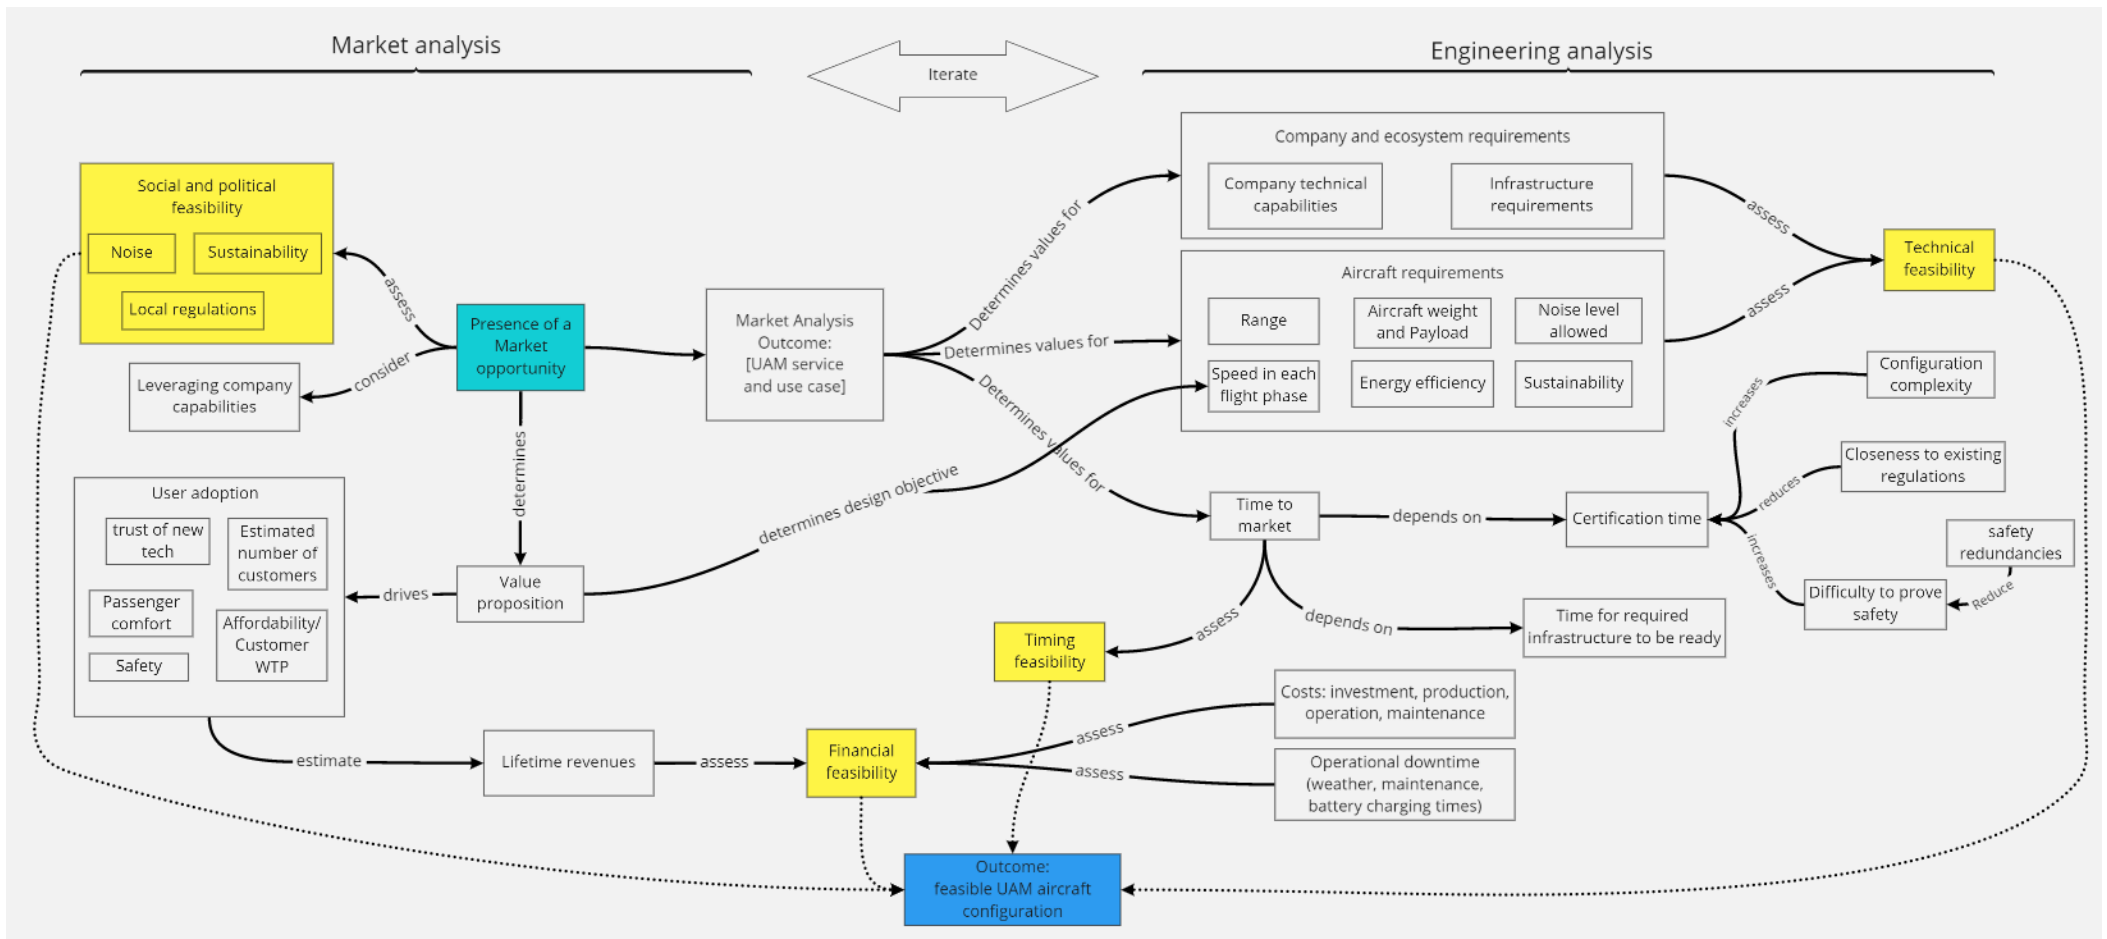 Market analysis
Iterate
Engineering analysis
Social and political
feasibility
Noise
Sustainability
Local regulations
assess
consider
Leveraging company
capabilities
Presence of a
Market
opportunity
determines
Market Analysis
Outcome:
[UAM service
and use case]
Determines values for
Determines values for
Determines values for
Company and ecosystem requirements
Company technical
capabilities
Infrastructure
requirements
Aircraft requirements
Range
Aircraft weight
and Payload
Noise level
allowed
Speed in each
flight phase
Energy efficiency
Sustainability
assess
assess
Technical
feasibility
Configuration
complexity
increases
Closeness to existing
regulations
reduces
safety
redundancies
Reduce
Difficulty to prove
safety
increases
Certification time
depends on
Time to
market
depends on
Time for required
infrastructure to be ready
assess
Timing
feasibility
User adoption
trust of new
tech
Estimated
number of
customers
Passenger
comfort
Affordability/
Customer
WTP
Safety
drives
Value
proposition
determines design objective
estimate
Lifetime revenues
assess
Financial
feasibility
assess
assess
Costs: investment, production,
operation, maintenance
Operational downtime
(weather, maintenance,
battery charging times)
Outcome:
feasible UAM aircraft
configuration